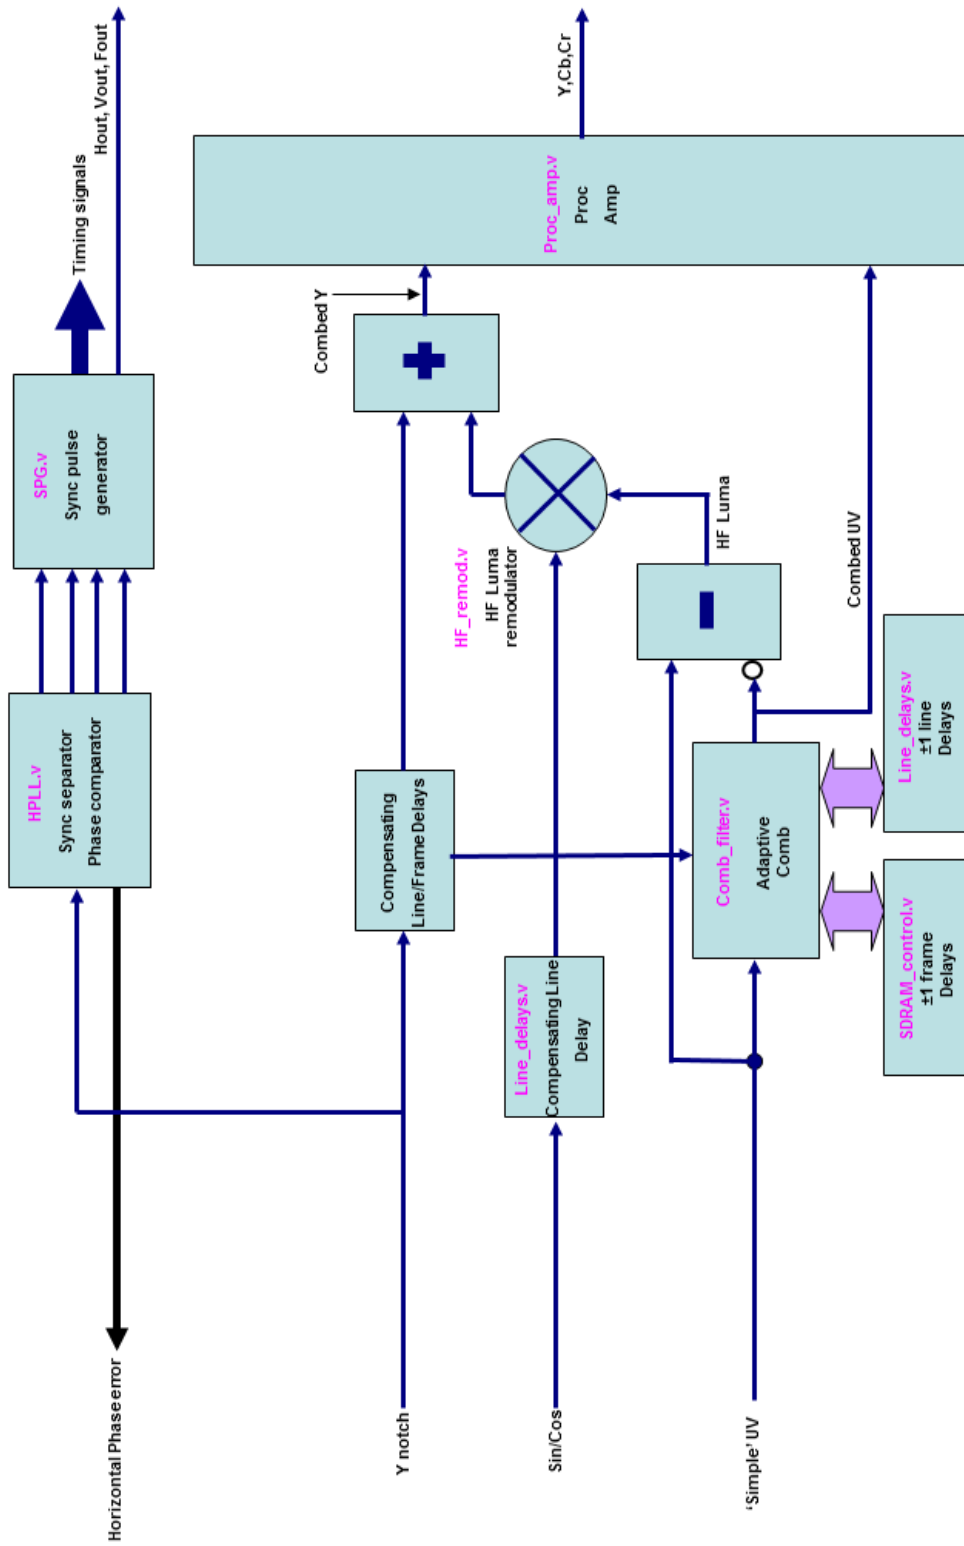 Horizontal Phase error
HPLL.v
Sync separator
Phase comparator
SPG.v
Sync pulse
generator
Timing signals
Hout, Vout, Fout
Y notch
Compensating
Line/Frame Delays
Combed Y
Sin/Cos
Line_delays.v
Compensating Line
Delay
HF_remod.v
HF Luma
remodulator
Proc_amp.v
Proc
Amp
Y,Cb,Cr
'Simple' UV
Comb_filter.v
Adaptive
Comb
HF Luma
Combed UV
SDRAM_control.v
±1 frame
Delays
Line_delays.v
±1 line
Delays